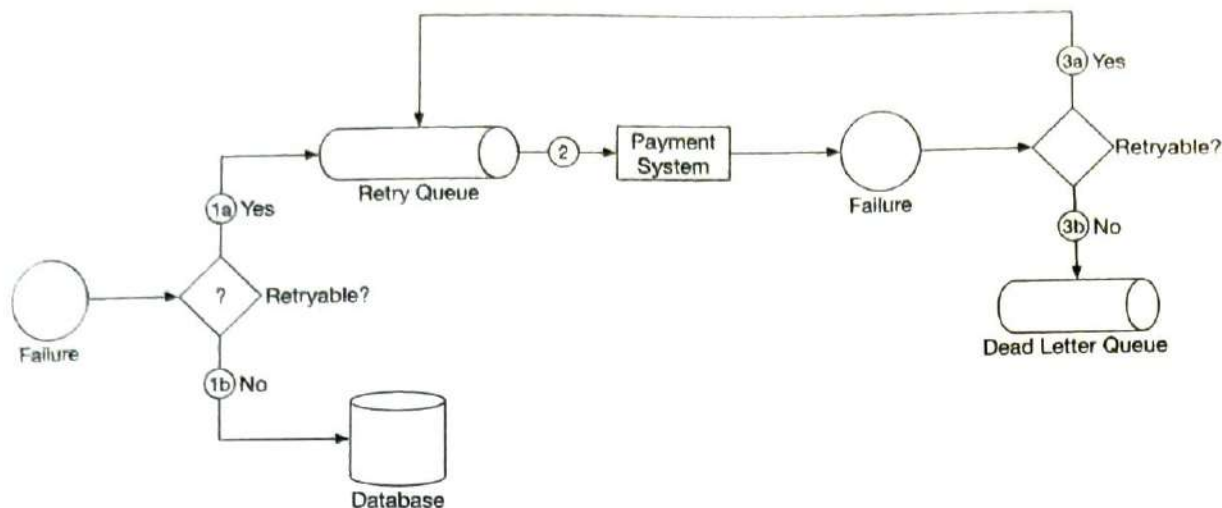 3a Yes
Retryable?
Payment
System
2
Retry Queue
Failure
3b No
Dead Letter Queue
1a Yes
? Retryable?
Failure
1b No
Database